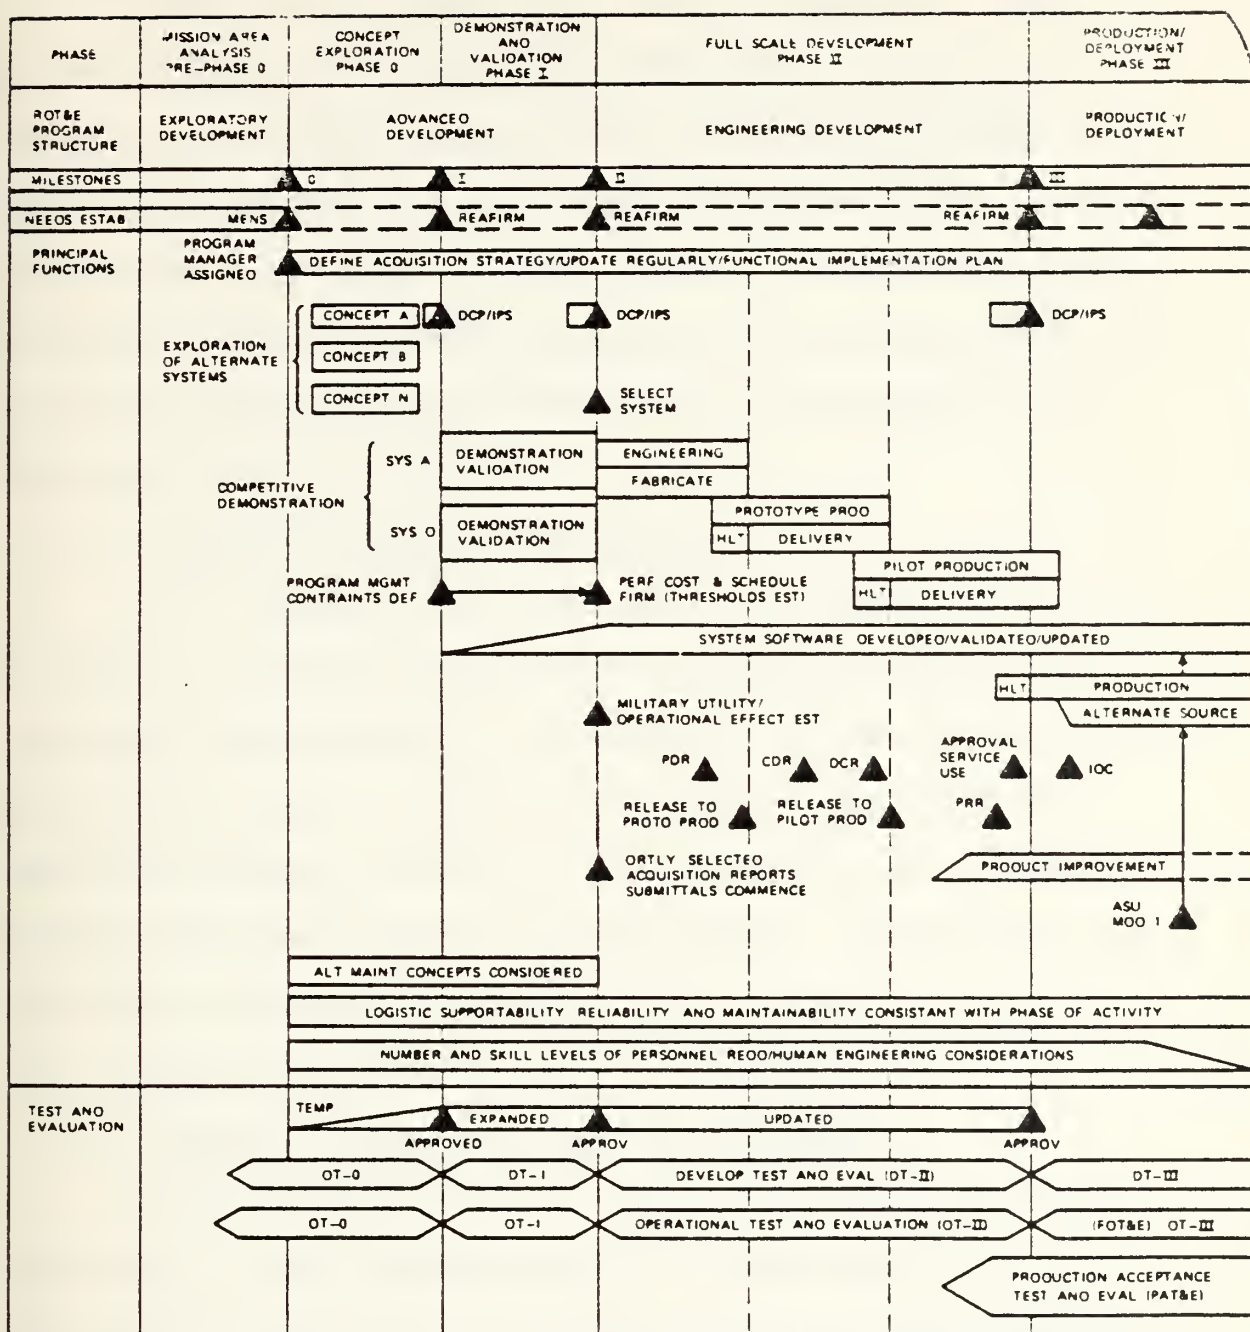 PHASE
MISSION AREA
ANALYSIS
PRE-PHASE 0
CONCEPT
EXPLORATION
PHASE 0
DEMONSTRATION
AND
VALIDATION
PHASE I
FULL SCALE DEVELOPMENT
PHASE II
PRODUCTION/
DEPLOYMENT
PHASE III
ROT&E
PROGRAM
STRUCTURE
EXPLORATORY
DEVELOPMENT
ADVANCED
DEVELOPMENT
ENGINEERING DEVELOPMENT
PRODUCTION/
DEPLOYMENT
MILESTONES
0
I
II
III
NEEDS ESTAB
MENS
REAFIRM
REAFIRM
REAFIRM
PRINCIPAL
FUNCTIONS
PROGRAM
MANAGER
ASSIGNED
DEFINE ACQUISITION STRATEGY/UPDATE REGULARLY/FUNCTIONAL IMPLEMENTATION PLAN
EXPLORATION
OF ALTERNATE
SYSTEMS
CONCEPT A
DCP/IPS
DCP/IPS
DCP/IPS
CONCEPT B
CONCEPT N
SELECT
SYSTEM
COMPETITIVE
DEMONSTRATION
SYS A
DEMONSTRATION
VALIDATION
ENGINEERING
FABRICATE
SYS O
DEMONSTRATION
VALIDATION
PROTOTYPE PROD
HLT
DELIVERY
PILOT PRODUCTION
HLT
DELIVERY
PROGRAM MGMT
CONTRAINTS DEF
PERF COST & SCHEDULE
FIRM (THRESHOLDS EST)
SYSTEM SOFTWARE DEVELOPED/VALIDATED/UPDATED
HLT
PRODUCTION
ALTERNATE SOURCE
MILITARY UTILITY/
OPERATIONAL EFFECT EST
PDR
CDR
DCR
APPROVAL
SERVICE
USE
IOC
RELEASE TO
PROTO PROD
RELEASE TO
PILOT PROD
PRR
QRTLY SELECTED
ACQUISITION REPORTS
SUBMITTALS COMMENCE
PRODUCT IMPROVEMENT
ASU
MOD 1
ALT MAINT CONCEPTS CONSIDERED
LOGISTIC SUPPORTABILITY RELIABILITY AND MAINTAINABILITY CONSISTANT WITH PHASE OF ACTIVITY
NUMBER AND SKILL LEVELS OF PERSONNEL REQD/HUMAN ENGINEERING CONSIDERATIONS
TEST AND
EVALUATION
TEMP
EXPANDED
UPDATED
APPROVED
APPROV
APPROV
OT-0
DT-1
DEVELOP TEST AND EVAL (DT-II)
DT-III
OT-0
OT-1
OPERATIONAL TEST AND EVALUATION (OT-II)
(FOT&E) OT-III
PRODUCTION ACCEPTANCE
TEST AND EVAL (PAT&E)